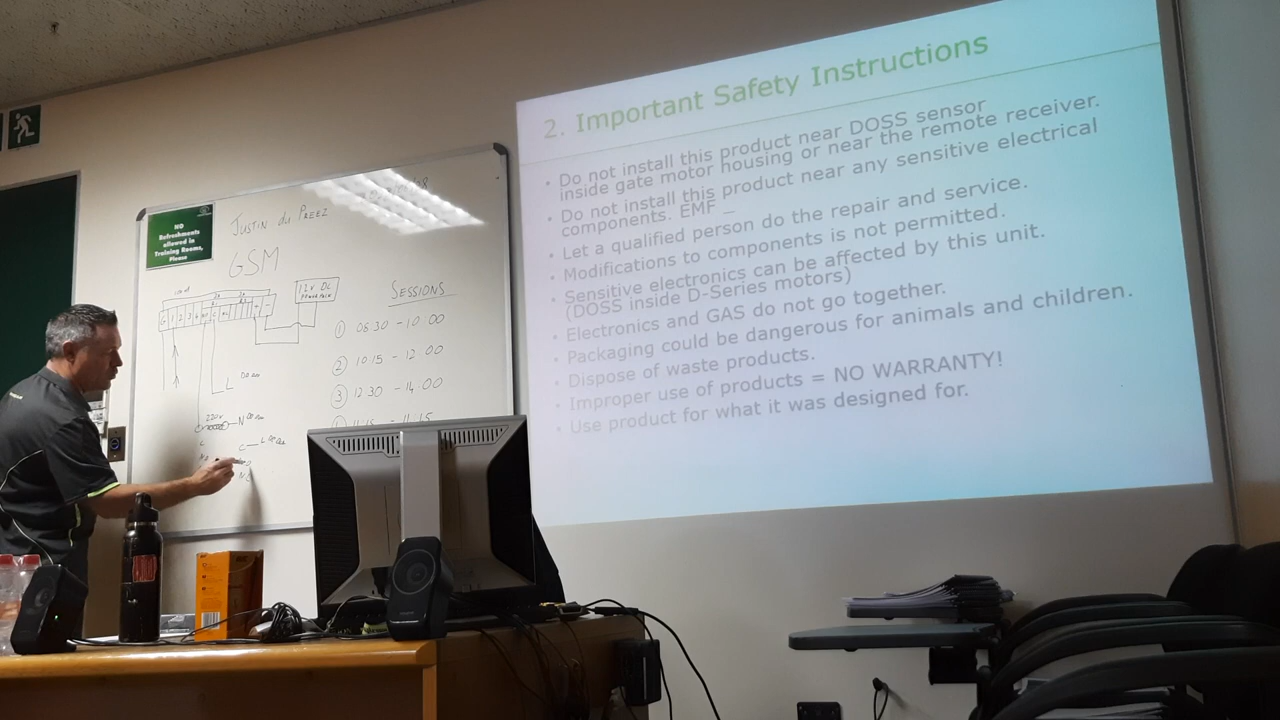 2. Important Safety Instructions
• Do not install this product near DOSS sensor
inside gate motor housing or near the remote receiver.
• Do not install this product near any sensitive electrical
components. EMF _
• Let a qualified person do the repair and service.
• Modifications to components is not permitted.
• Sensitive electronics can be affected by this unit.
(DOSS inside D-Series motors)
• Electronics and GAS do not go together.
• Packaging could be dangerous for animals and children.
• Dispose of waste products.
• Improper use of products = NO WARRANTY!
• Use product for what it was designed for.
NO
Refreshments
allowed in
Training Rooms,
Please
JUSTIN du PREEZ
GSM
12V DC
POWER PACK
SESSIONS
① 08:30 - 10:00
② 10:15 - 12:00
③ 12:30 - 14:00
220V
N
L
C
L